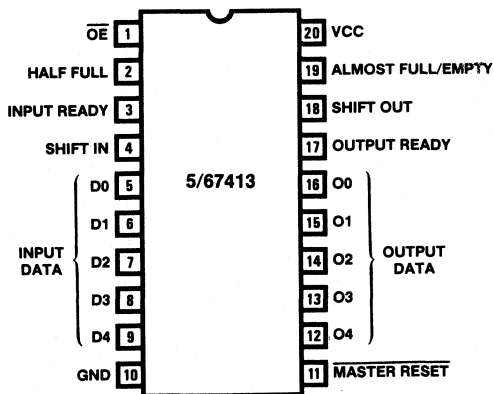 OE 1 20 VCC
HALF FULL 2 19 ALMOST FULL/EMPTY
INPUT READY 3 18 SHIFT OUT
SHIFT IN 4 17 OUTPUT READY
5/67413
D0 5 16 O0
D1 6 15 O1
INPUT DATA
D2 7 14 O2
OUTPUT DATA
D3 8 13 O3
D4 9 12 O4
GND 10 11 MASTER RESET